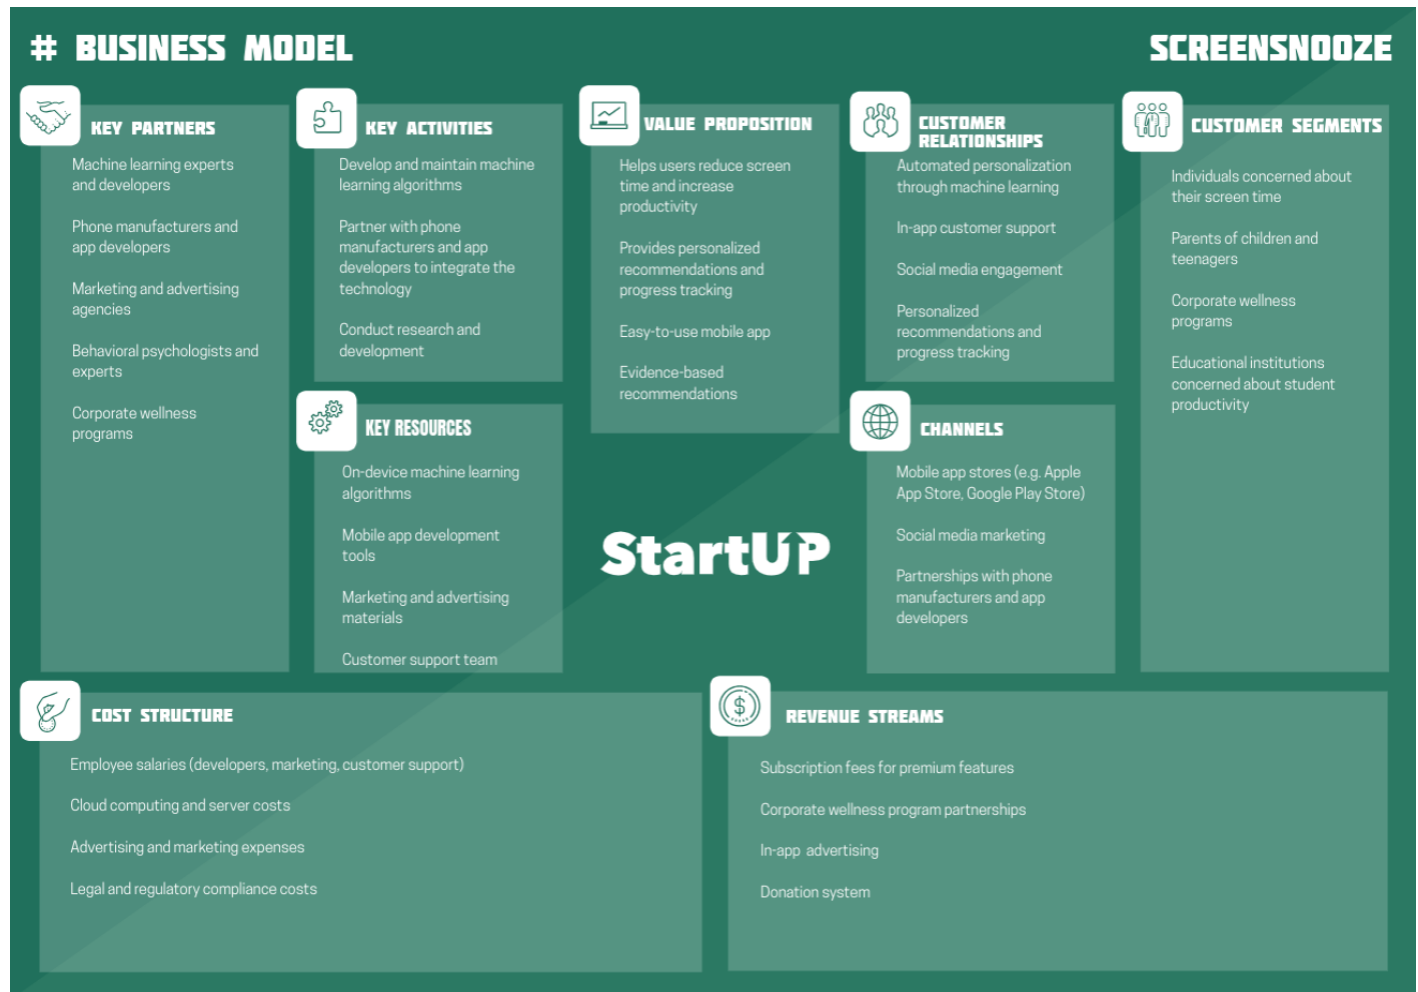 # BUSINESS MODEL
SCREENSNOOZE
KEY PARTNERS
Machine learning experts
and developers
Phone manufacturers and
app developers
Marketing and advertising
agencies
Behavioral psychologists and
experts
Corporate wellness
programs
KEY ACTIVITIES
Develop and maintain machine
learning algorithms
Partner with phone
manufacturers and app
developers to integrate the
technology
Conduct research and
development
KEY RESOURCES
On-device machine learning
algorithms
Mobile app development
tools
Marketing and advertising
materials
Customer support team
VALUE PROPOSITION
Helps users reduce screen
time and increase
productivity
Provides personalized
recommendations and
progress tracking
Easy-to-use mobile app
Evidence-based
recommendations
StartUP
CUSTOMER
RELATIONSHIPS
Automated personalization
through machine learning
In-app customer support
Social media engagement
Personalized
recommendations and
progress tracking
CHANNELS
Mobile app stores (e.g. Apple
App Store, Google Play Store)
Social media marketing
Partnerships with phone
manufacturers and app
developers
CUSTOMER SEGMENTS
Individuals concerned about
their screen time
Parents of children and
teenagers
Corporate wellness
programs
Educational institutions
concerned about student
productivity
COST STRUCTURE
Employee salaries (developers, marketing, customer support)
Cloud computing and server costs
Advertising and marketing expenses
Legal and regulatory compliance costs
$
REVENUE STREAMS
Subscription fees for premium features
Corporate wellness program partnerships
In-app advertising
Donation system